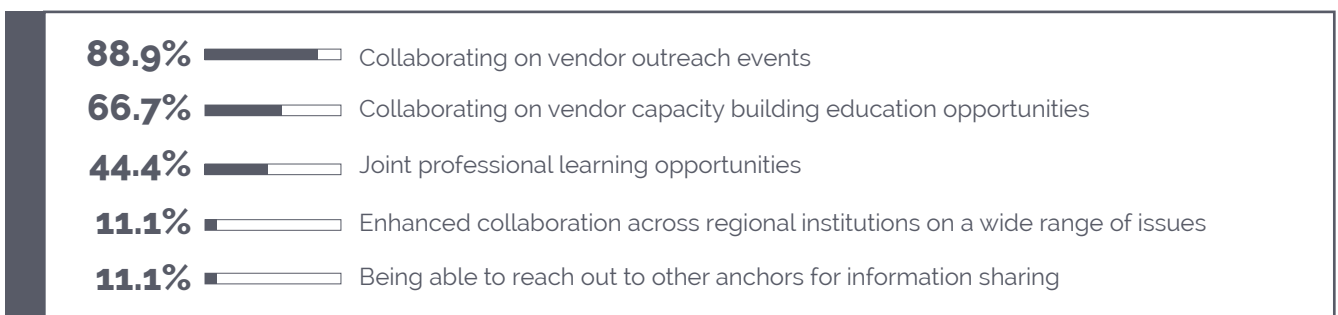 88.9% Collaborating on vendor outreach events
66.7% Collaborating on vendor capacity building education opportunities
44.4% Joint professional learning opportunities
11.1% Enhanced collaboration across regional institutions on a wide range of issues
11.1% Being able to reach out to other anchors for information sharing